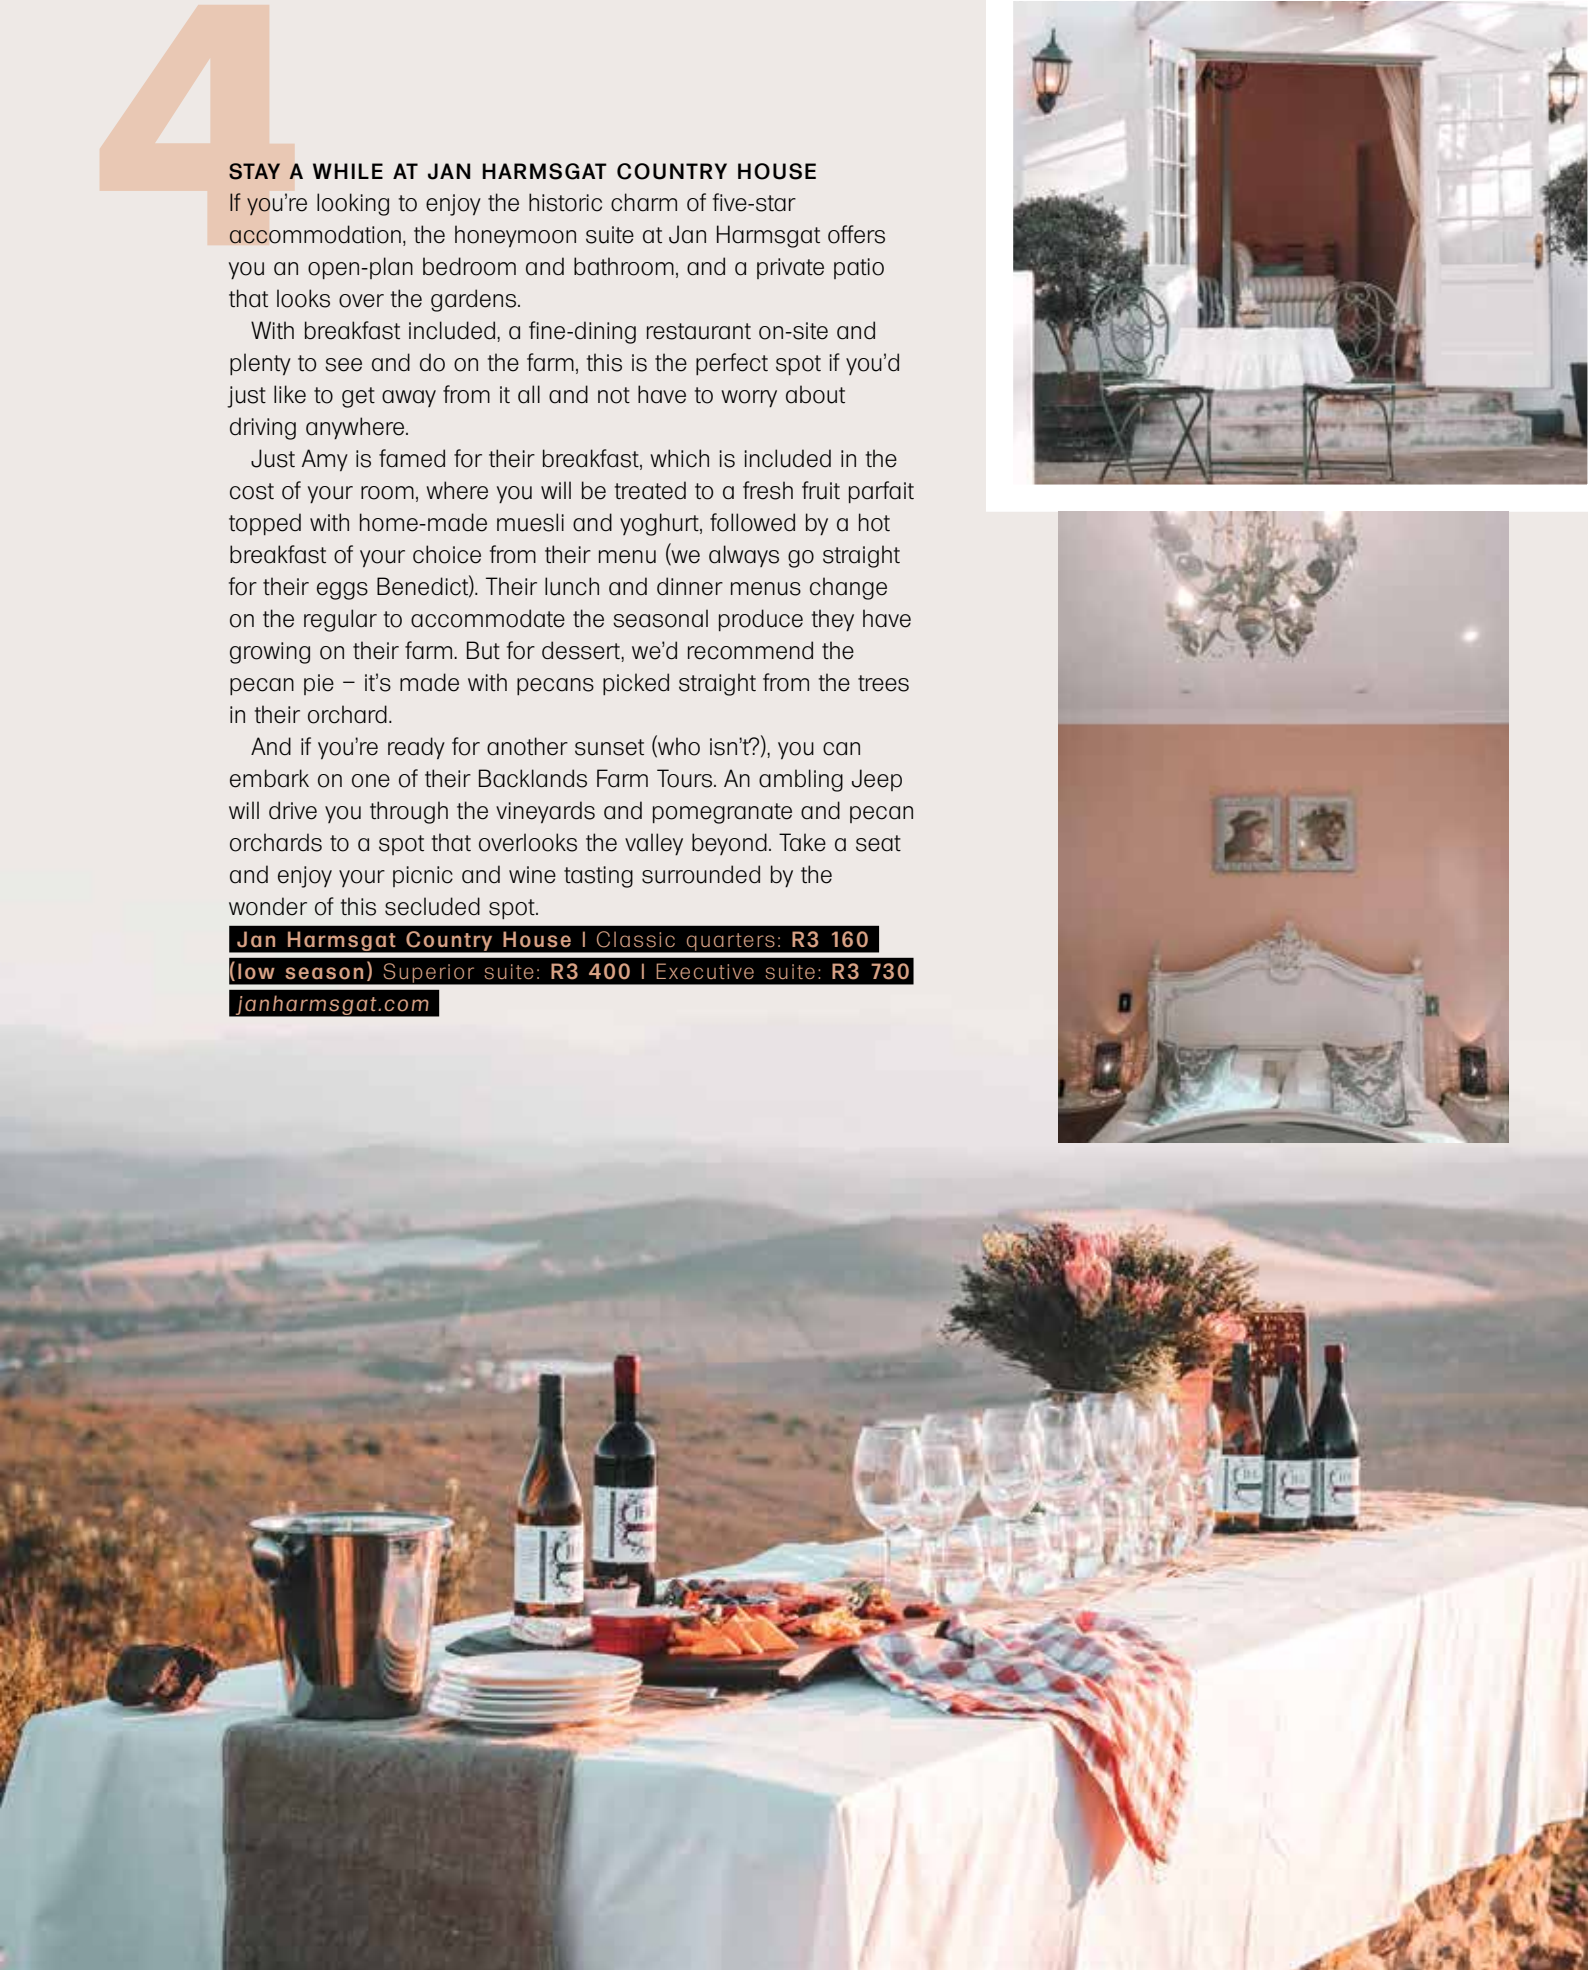 4
STAY A WHILE AT JAN HARMSGAT COUNTRY HOUSE
If you’re looking to enjoy the historic charm of five-star
accommodation, the honeymoon suite at Jan Harmsgat offers
you an open-plan bedroom and bathroom, and a private patio
that looks over the gardens.
With breakfast included, a fine-dining restaurant on-site and
plenty to see and do on the farm, this is the perfect spot if you’d
just like to get away from it all and not have to worry about
driving anywhere.
Just Amy is famed for their breakfast, which is included in the
cost of your room, where you will be treated to a fresh fruit parfait
topped with home-made muesli and yoghurt, followed by a hot
breakfast of your choice from their menu (we always go straight
for their eggs Benedict). Their lunch and dinner menus change
on the regular to accommodate the seasonal produce they have
growing on their farm. But for dessert, we’d recommend the
pecan pie – it’s made with pecans picked straight from the trees
in their orchard.
And if you’re ready for another sunset (who isn’t?), you can
embark on one of their Backlands Farm Tours. An ambling Jeep
will drive you through the vineyards and pomegranate and pecan
orchards to a spot that overlooks the valley beyond. Take a seat
and enjoy your picnic and wine tasting surrounded by the
wonder of this secluded spot.
Jan Harmsgat Country House I Classic quarters: R3 160
(low season) Superior suite: R3 400 I Executive suite: R3 730
janharmsgat.com